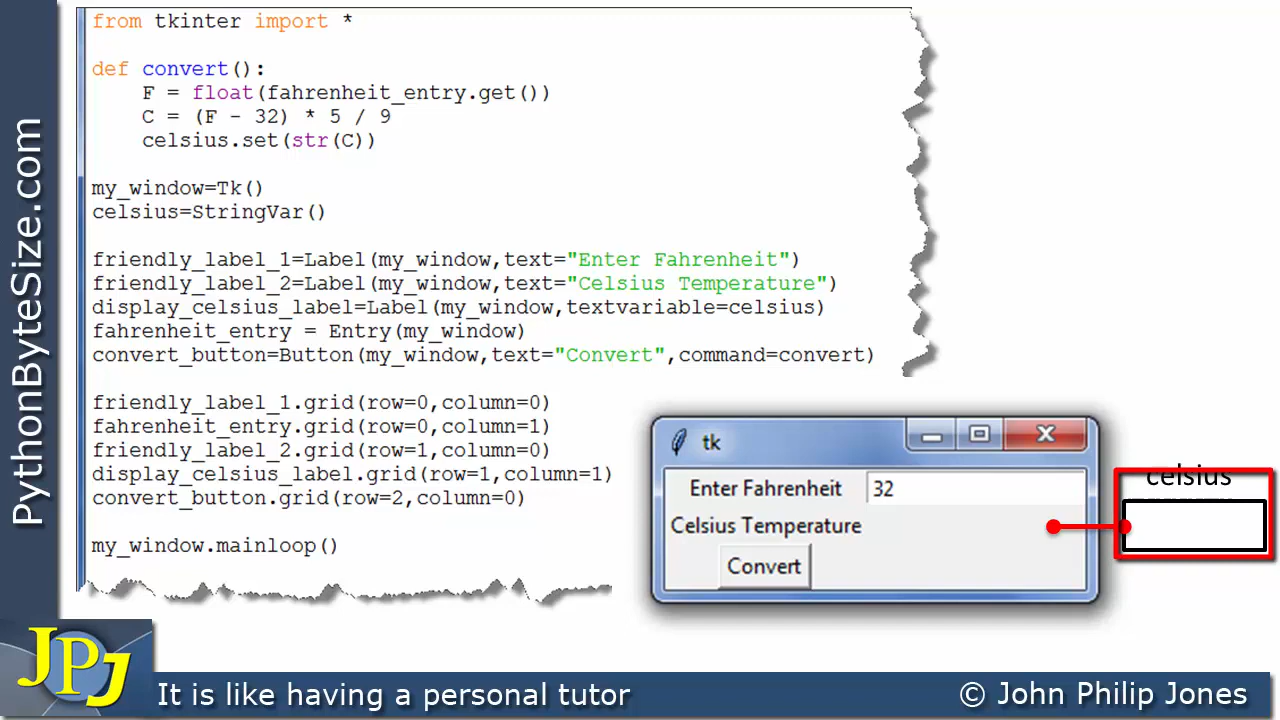 from tkinter import *
def convert():
F = float(fahrenheit_entry.get())
C = (F - 32) * 5 / 9
celsius.set(str(C))
my_window=Tk()
celsius=StringVar()
friendly_label_1=Label(my_window,text="Enter Fahrenheit")
friendly_label_2=Label(my_window,text="Celsius Temperature")
display_celsius_label=Label(my_window,textvariable=celsius)
fahrenheit_entry = Entry(my_window)
convert_button=Button(my_window,text="Convert",command=convert)
friendly_label_1.grid(row=0,column=0)
fahrenheit_entry.grid(row=0,column=1)
friendly_label_2.grid(row=1,column=0)
display_celsius_label.grid(row=1,column=1)
convert_button.grid(row=2,column=0)
my_window.mainloop()
tk
Enter Fahrenheit 32
Celsius Temperature
Convert
celsius
PythonByteSize.com
JPJ
It is like having a personal tutor
© John Philip Jones